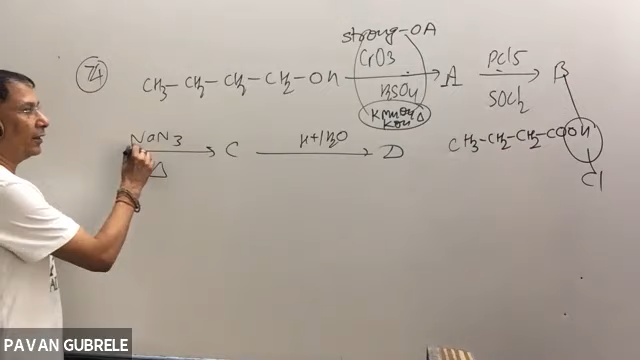 strong-OA
74
CH3-CH2-CH2-CH2-OH
CrO3
H2SO4
KMnO4
KOH Δ
A
PCl5
SOCl2
B
CH3-CH2-CH2-COOH
Cl
NaN3
Δ
C
H+/H2O
D
PAVAN GUBRELE